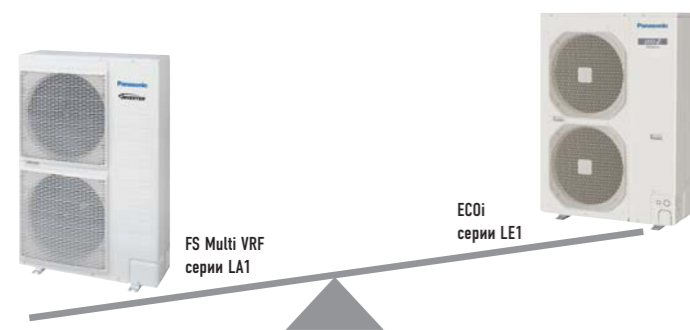 Panasonic
INVERTER
FS Multi VRF
серии LA1
Panasonic
ECOi
серии LE1